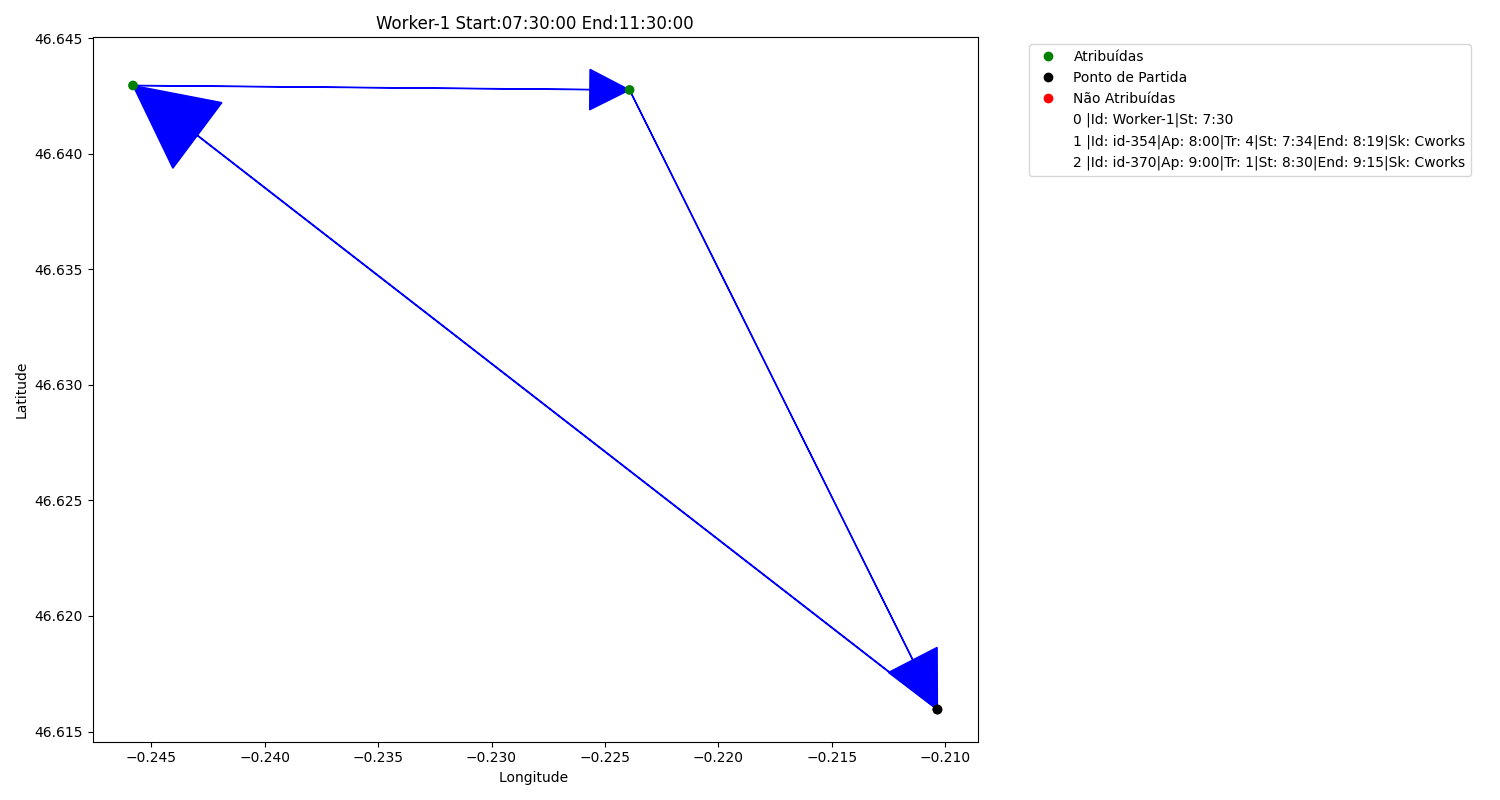 Worker-1 Start:07:30:00 End:11:30:00
46.645
46.640
46.635
46.630
46.625
46.620
46.615
Latitude
−0.245
−0.240
−0.235
−0.230
−0.225
−0.220
−0.215
−0.210
Longitude
Atribuídas
Ponto de Partida
Não Atribuídas
0 |Id: Worker-1|St: 7:30
1 |Id: id-354|Ap: 8:00|Tr: 4|St: 7:34|End: 8:19|Sk: Cworks
2 |Id: id-370|Ap: 9:00|Tr: 1|St: 8:30|End: 9:15|Sk: Cworks